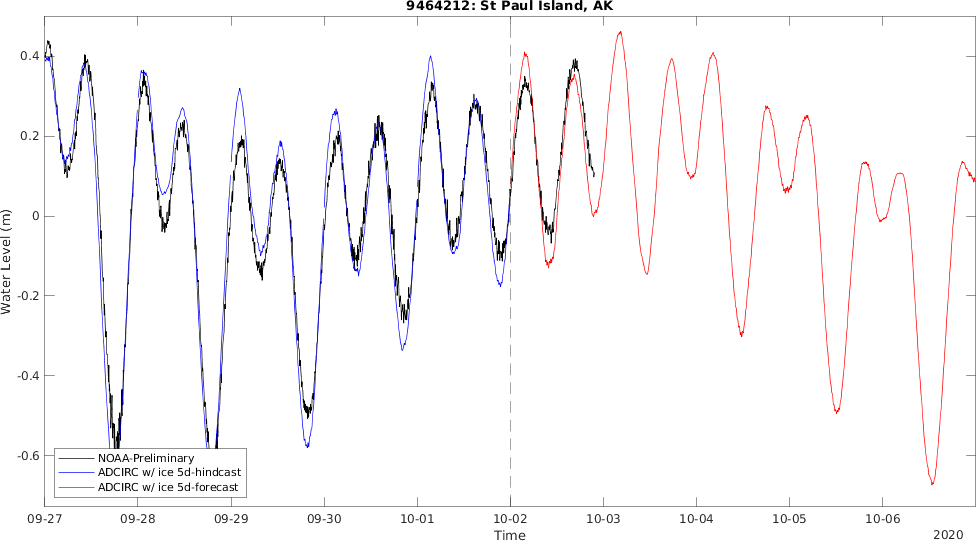 9464212: St Paul Island, AK
Water Level (m)
0.4
0.2
0
-0.2
-0.4
-0.6
NOAA-Preliminary
ADCIRC w/ ice 5d-hindcast
ADCIRC w/ ice 5d-forecast
09-27 09-28 09-29 09-30 10-01 10-02 10-03 10-04 10-05 10-06
Time
2020